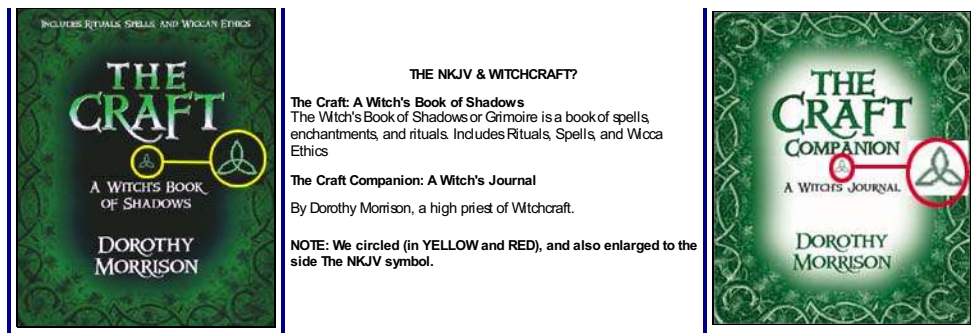 INCLUDES RITUALS, SPELLS, AND WICCAN ETHICS
THE
CRAFT
A WITCH'S BOOK
OF SHADOWS
DOROTHY
MORRISON
THE NKJV & WITCHCRAFT?
The Craft: A Witch's Book of Shadows
The Witch's Book of Shadows or Grimoire is a book of spells,
enchantments, and rituals. Includes Rituals, Spells, and Wicca
Ethics
The Craft Companion: A Witch's Journal
By Dorothy Morrison, a high priest of Witchcraft.
NOTE: We circled (in YELLOW and RED), and also enlarged to the
side The NKJV symbol.
THE
CRAFT
COMPANION
A WITCH'S JOURNAL
DOROTHY
MORRISON